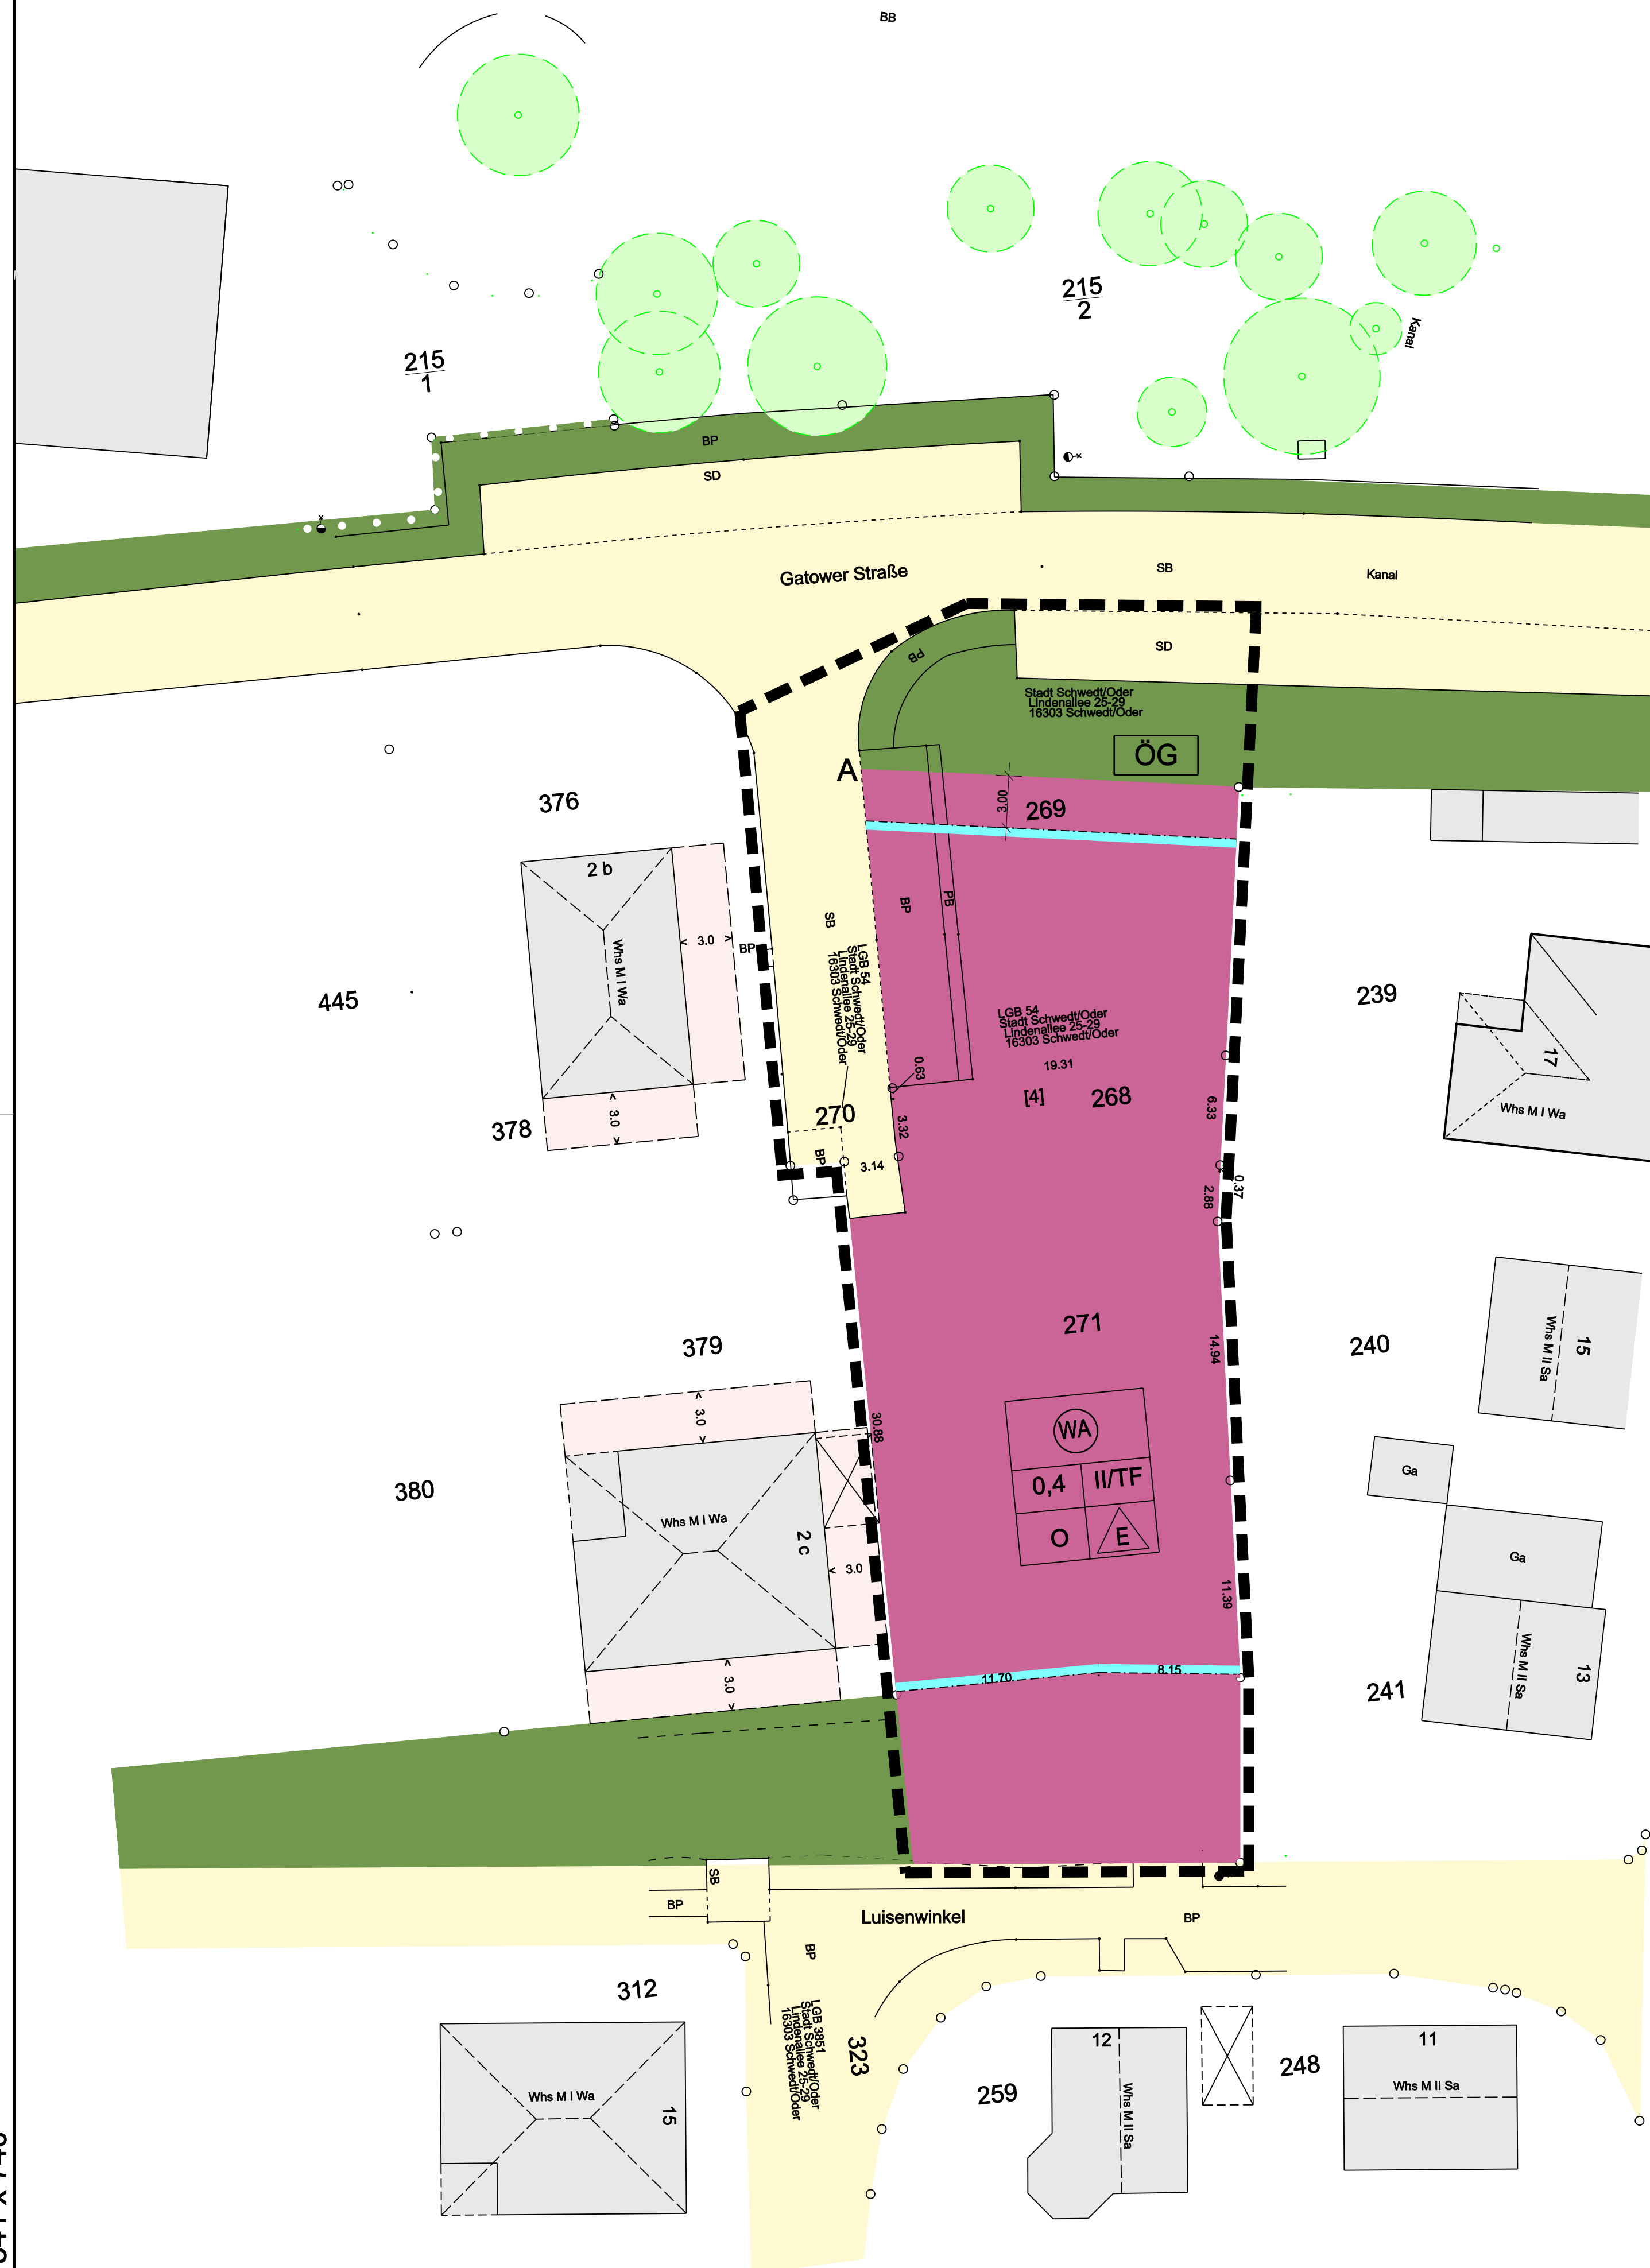 BB
215
2
Kanal
215
1
BP
SD
Gatower Straße
SB
Kanal
PB
SD
Stadt Schwedt/Oder
Lindenallee 25-29
16303 Schwedt/Oder
ÖG
A
3.00
269
376
2 b
Whs M I Wa
3.0
BP
SB
BP
PB
LGB 54
Stadt Schwedt/Oder
Lindenallee 25-29
16303 Schwedt/Oder
LGB 54
Stadt Schwedt/Oder
Lindenallee 25-29
16303 Schwedt/Oder
19.31
[4]
268
445
239
17
Whs M I Wa
0.63
378
3.0
270
3.32
6.33
BP
3.14
0.37
2.88
271
14.94
379
240
15
Whs M II Sa
3.0
30.88
WA
0,4
II/TF
O
E
380
Whs M I Wa
2 c
3.0
Ga
Ga
11.39
3.0
11.70
8.15
241
Whs M II Sa
13
SB
BP
Luisenwinkel
BP
BP
312
LGB 3851
Stadt Schwedt/Oder
Lindenallee 25-29
16303 Schwedt/Oder
323
Whs M I Wa
15
259
12
Whs M II Sa
248
11
Whs M II Sa